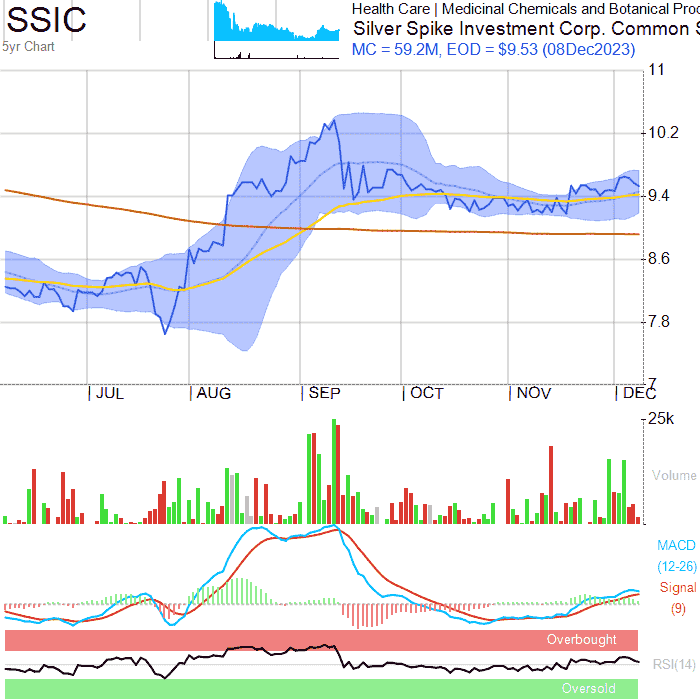 SSIC
5yr Chart
Health Care | Medicinal Chemicals and Botanical Proc
Silver Spike Investment Corp. Common S
MC = 59.2M, EOD = $9.53 (08Dec2023)
11
10.2
9.4
8.6
7.8
7
JUL AUG SEP OCT NOV DEC
25k
Volume
MACD
(12-26)
Signal
(9)
Overbought
RSI(14)
Oversold